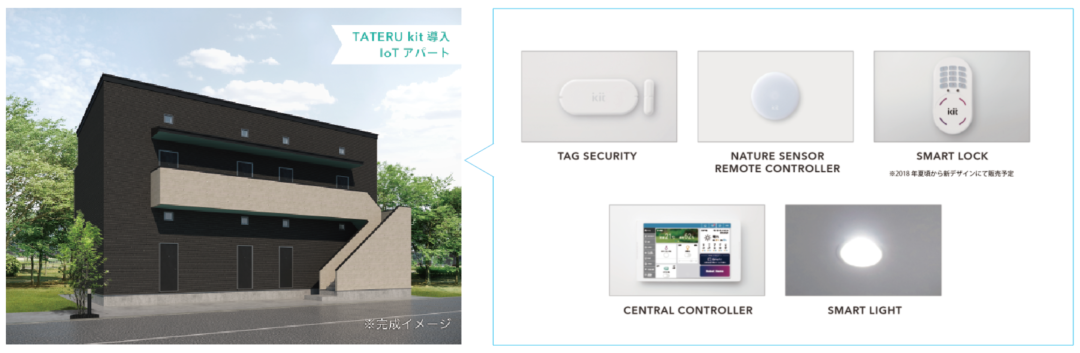 TATERU kit 導入
IoT アパート
※完成イメージ
kit
TAG SECURITY
NATURE SENSOR
REMOTE CONTROLLER
kit
SMART LOCK
※2018 年夏頃から新デザインにて販売予定
CENTRAL CONTROLLER
SMART LIGHT